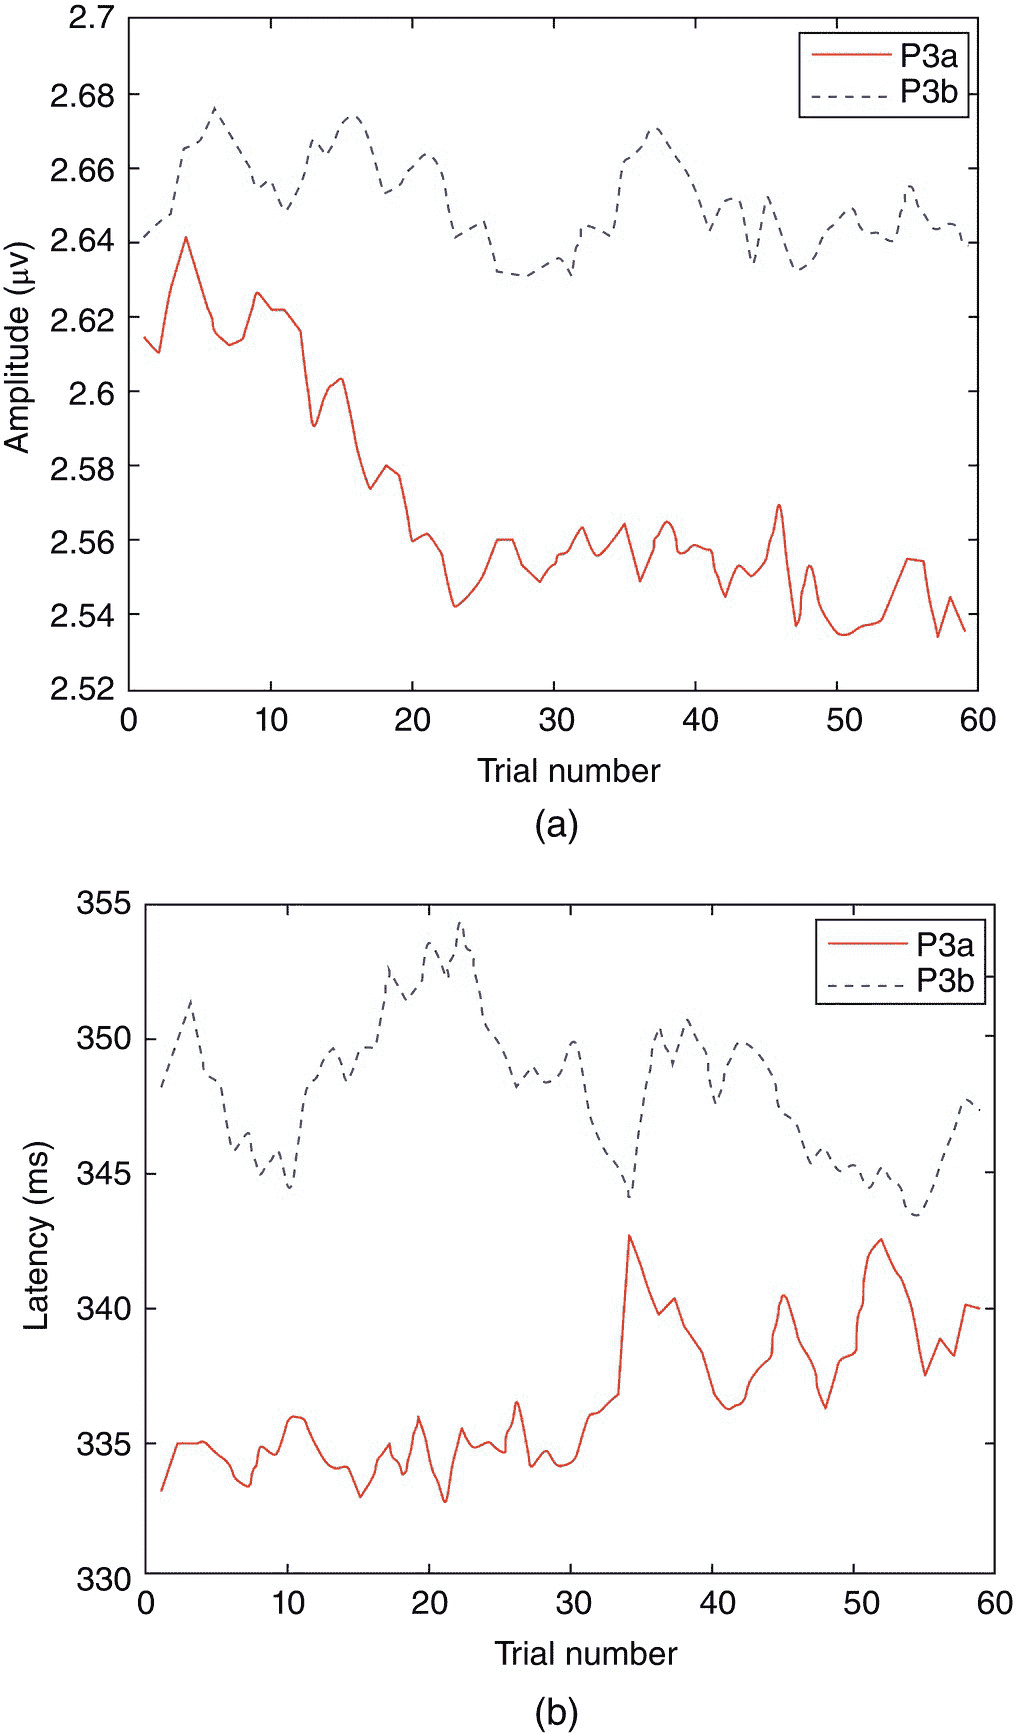 2.7
2.68
2.66
2.64
2.62
2.6
2.58
2.56
2.54
2.52
Amplitude (μv)
P3a
P3b
0 10 20 30 40 50 60
Trial number
(a)
355
350
345
340
335
330
Latency (ms)
P3a
P3b
0 10 20 30 40 50 60
Trial number
(b)